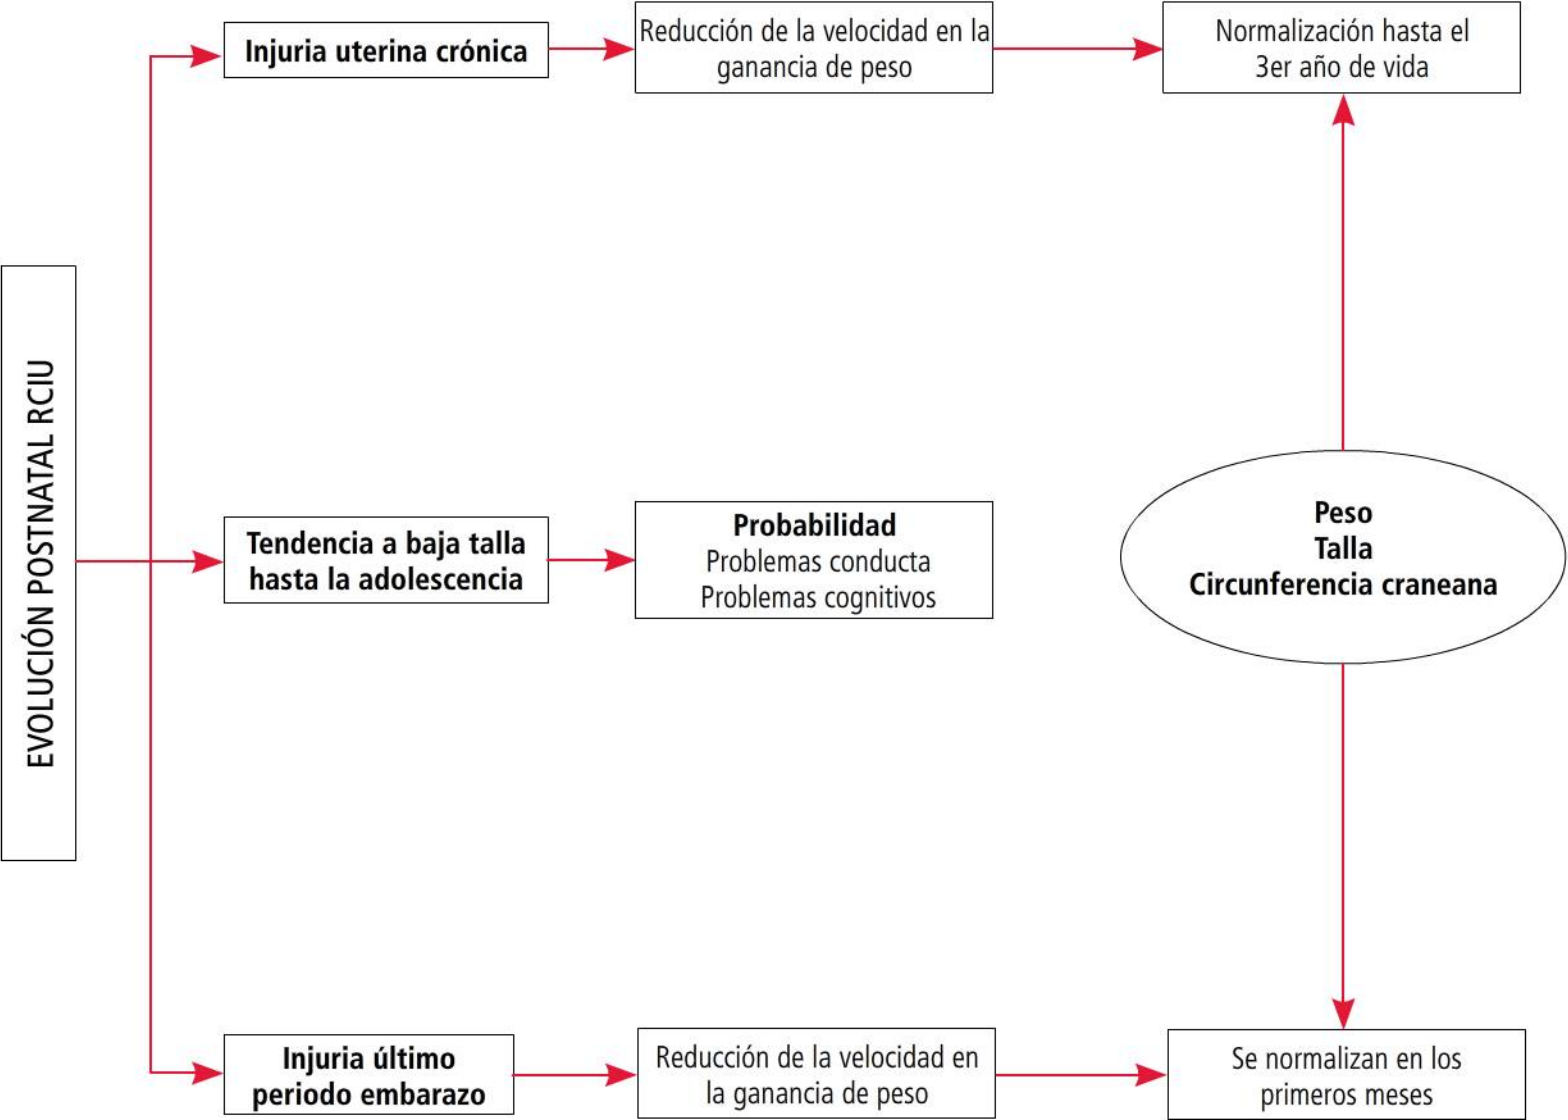 EVOLUCIÓN POSTNATAL RCIU
Injuria uterina crónica
Reducción de la velocidad en la
ganancia de peso
Normalización hasta el
3er año de vida
Tendencia a baja talla
hasta la adolescencia
Probabilidad
Problemas conducta
Problemas cognitivos
Peso
Talla
Circunferencia craneana
Injuria último
periodo embarazo
Reducción de la velocidad en
la ganancia de peso
Se normalizan en los
primeros meses